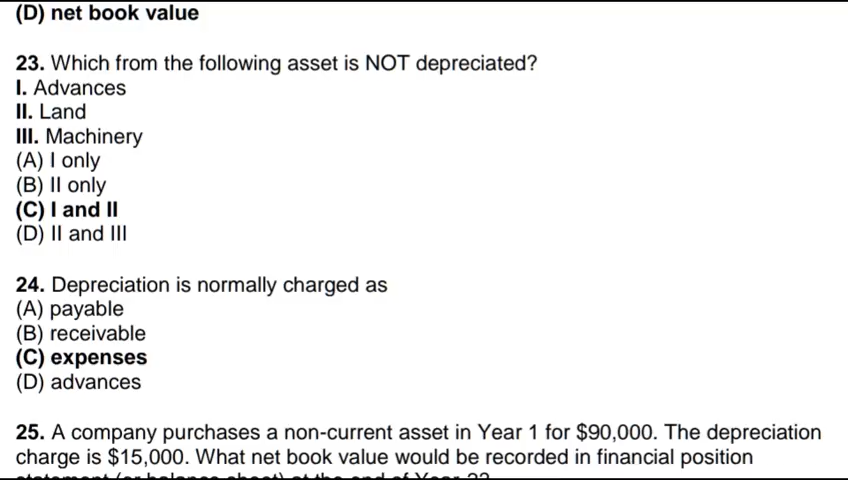 (D) net book value
23. Which from the following asset is NOT depreciated?
I. Advances
II. Land
III. Machinery
(A) I only
(B) II only
(C) I and II
(D) II and III
24. Depreciation is normally charged as
(A) payable
(B) receivable
(C) expenses
(D) advances
25. A company purchases a non-current asset in Year 1 for $90,000. The depreciation
charge is $15,000. What net book value would be recorded in financial position